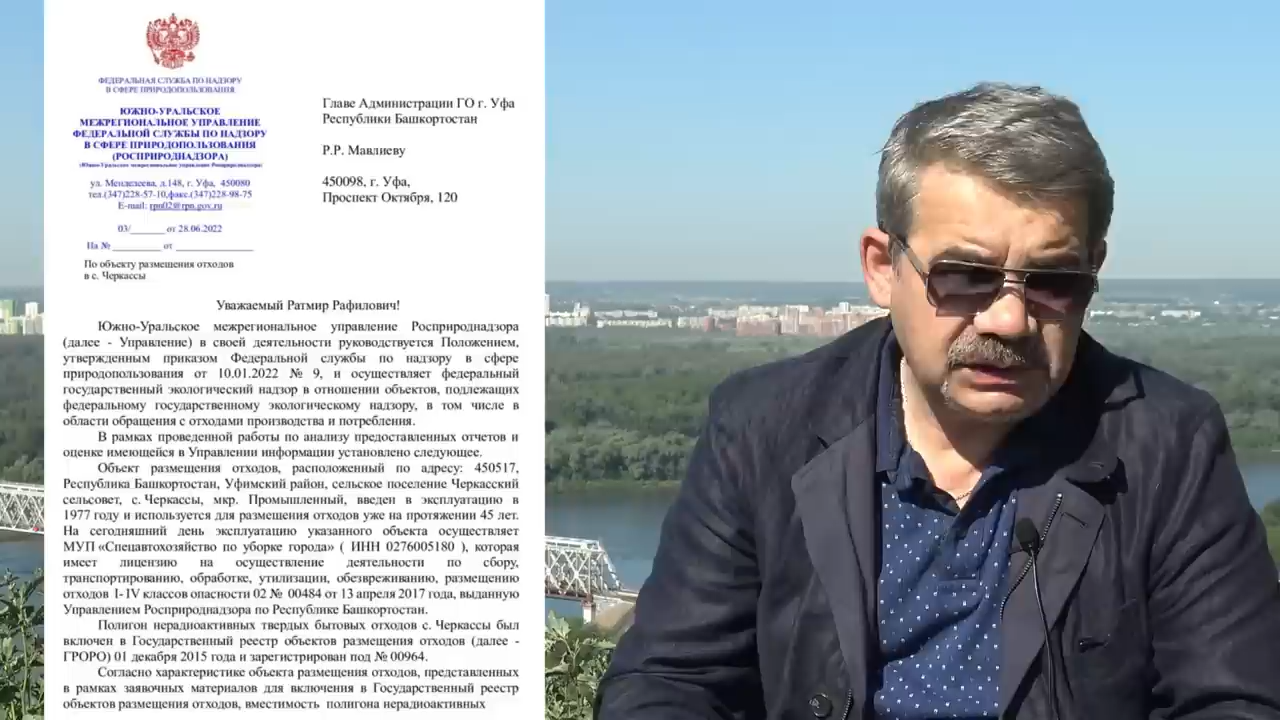 ФЕДЕРАЛЬНАЯ СЛУЖБА ПО НАДЗОРУ
В СФЕРЕ ПРИРОДОПОЛЬЗОВАНИЯ
ЮЖНО-УРАЛЬСКОЕ
МЕЖРЕГИОНАЛЬНОЕ УПРАВЛЕНИЕ
ФЕДЕРАЛЬНОЙ СЛУЖБЫ ПО НАДЗОРУ
В СФЕРЕ ПРИРОДОПОЛЬЗОВАНИЯ
(РОСПРИРОДНАДЗОРА)
(Южно-Уральское межрегиональное управление Росприроднадзора)
ул. Менделеева, д.148, г. Уфа, 450080
тел.(347)228-57-10,факс.(347)228-98-75
E-mail: rpn02@rpn.gov.ru
03/_______ от 28.06.2022
На № __________ от ________________
По объекту размещения отходов
в с. Черкассы
Главе Администрации ГО г. Уфа
Республики Башкортостан
Р.Р. Мавлиеву
450098, г. Уфа,
Проспект Октября, 120
Уважаемый Ратмир Рафилович!
Южно-Уральское межрегиональное управление Росприроднадзора
(далее - Управление) в своей деятельности руководствуется Положением,
утвержденным приказом Федеральной службы по надзору в сфере
природопользования от 10.01.2022 № 9, и осуществляет федеральный
государственный экологический надзор в отношении объектов, подлежащих
федеральному государственному экологическому надзору, в том числе в
области обращения с отходами производства и потребления.
В рамках проведенной работы по анализу предоставленных отчетов и
оценке имеющейся в Управлении информации установлено следующее.
Объект размещения отходов, расположенный по адресу: 450517,
Республика Башкортостан, Уфимский район, сельское поселение Черкасский
сельсовет, с. Черкассы, мкр. Промышленный, введен в эксплуатацию в
1977 году и используется для размещения отходов уже на протяжении 45 лет.
На сегодняшний день эксплуатацию указанного объекта осуществляет
МУП «Спецавтохозяйство по уборке города» ( ИНН 0276005180 ), которая
имеет лицензию на осуществление деятельности по сбору,
транспортированию, обработке, утилизации, обезвреживанию, размещению
отходов I- IV классов опасности 02 № 00484 от 13 апреля 2017 года, выданную
Управлением Росприроднадзора по Республике Башкортостан.
Полигон нерадиоактивных твердых бытовых отходов с. Черкассы был
включен в Государственный реестр объектов размещения отходов (далее -
ГРОРО) 01 декабря 2015 года и зарегистрирован под № 00964.
Согласно характеристике объекта размещения отходов, представленных
в рамках заявочных материалов для включения в Государственный реестр
объектов размещения отходов, вместимость полигона нерадиоактивных